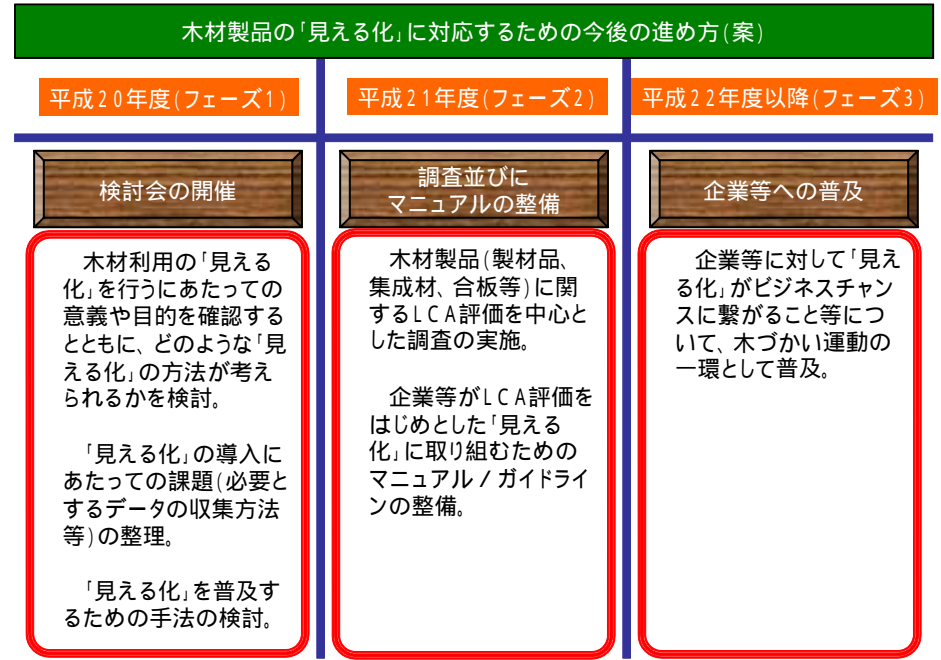 木材製品の「見える化」に対応するための今後の進め方(案)
平成20年度(フェーズ1)
平成21年度(フェーズ2)
平成22年度以降(フェーズ3)
検討会の開催
木材利用の「見える
化」を行うにあたっての
意義や目的を確認する
とともに、どのような「見
える化」の方法が考え
られるかを検討。
「見える化」の導入に
あたっての課題(必要と
するデータの収集方法
等)の整理。
「見える化」を普及す
るための手法の検討。
調査並びに
マニュアルの整備
木材製品(製材品、
集成材、合板等)に関
するLCA評価を中心と
した調査の実施。
企業等がLCA評価を
はじめとした「見える
化」に取り組むための
マニュアル/ガイドライ
ンの整備。
企業等への普及
企業等に対して「見え
る化」がビジネスチャン
スに繋がること等につ
いて、木づかい運動の
一環として普及。